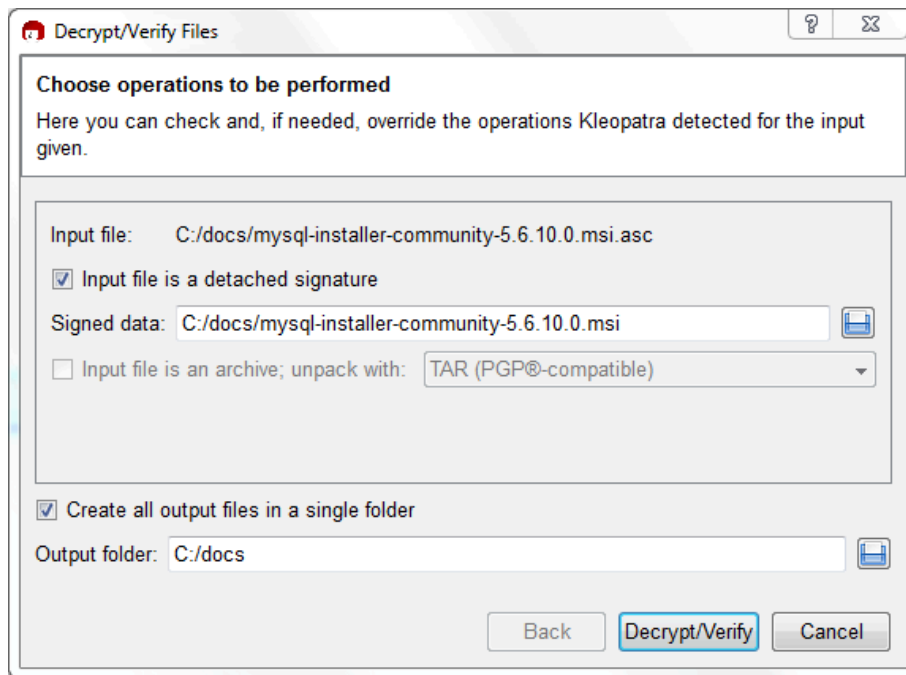 Decrypt/Verify Files
Choose operations to be performed
Here you can check and, if needed, override the operations Kleopatra detected for the input
given.
Input file: C:/docs/mysql-installer-community-5.6.10.0.msi.asc
Input file is a detached signature
Signed data: C:/docs/mysql-installer-community-5.6.10.0.msi
Input file is an archive; unpack with: TAR (PGP®-compatible)
Create all output files in a single folder
Output folder: C:/docs
Back Decrypt/Verify Cancel